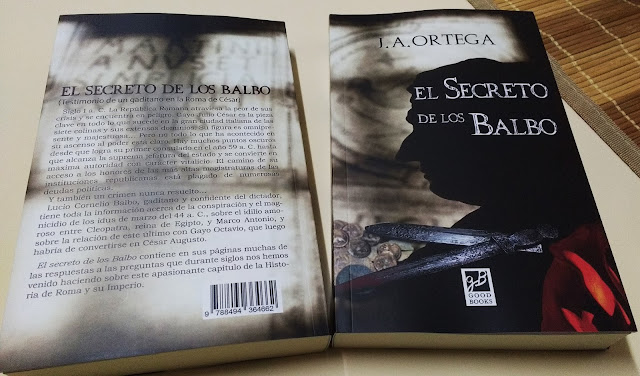 MARTINI
EL SECRETO DE LOS BALBO
(Testimonio de un gaditano en la Roma de César)
Siglo I a. C. La República Romana atraviesa la peor de sus
crisis y se encuentra en peligro. Gayo Julio César es la pieza
clave en todo lo que sucede en la gran ciudad italiana de las
siete colinas y sus extensos dominios. Su figura es omnipre-
sente y majestuosa... Pero no todo lo que ha acontecido en
su ascenso al poder está claro. Hay muchos puntos oscuros
desde que logra su primer consulado en el año 59 a. C. hasta
que alcanza la suprema jefatura del estado y se convierte en
máxima autoridad con carácter vitalicio. El camino de su
acceso a los honores de las más altas magistraturas de las
instituciones republicanas está plagado de numerosas
deudas políticas.
Y también un crimen nunca resuelto...
Lucio Cornelio Balbo, gaditano y confidente del dictador,
tiene toda la información acerca de la conspiración y el mag-
nicidio de los idus de marzo del 44 a. C., sobre el idilio amo-
roso entre Cleopatra, reina de Egipto, y Marco Antonio, y
sobre la relación de este último con Gayo Octavio, que luego
habría de convertirse en César Augusto.
El secreto de los Balbo contiene en sus páginas muchas de
las respuestas a las preguntas que durante siglos nos hemos
venido haciendo sobre este apasionante capítulo de la Histo-
ria de Roma y su Imperio.
9 788494 364662
J. A. ORTEGA
EL SECRETO
DE LOS BALBO
GB
GOOD
BOOKS